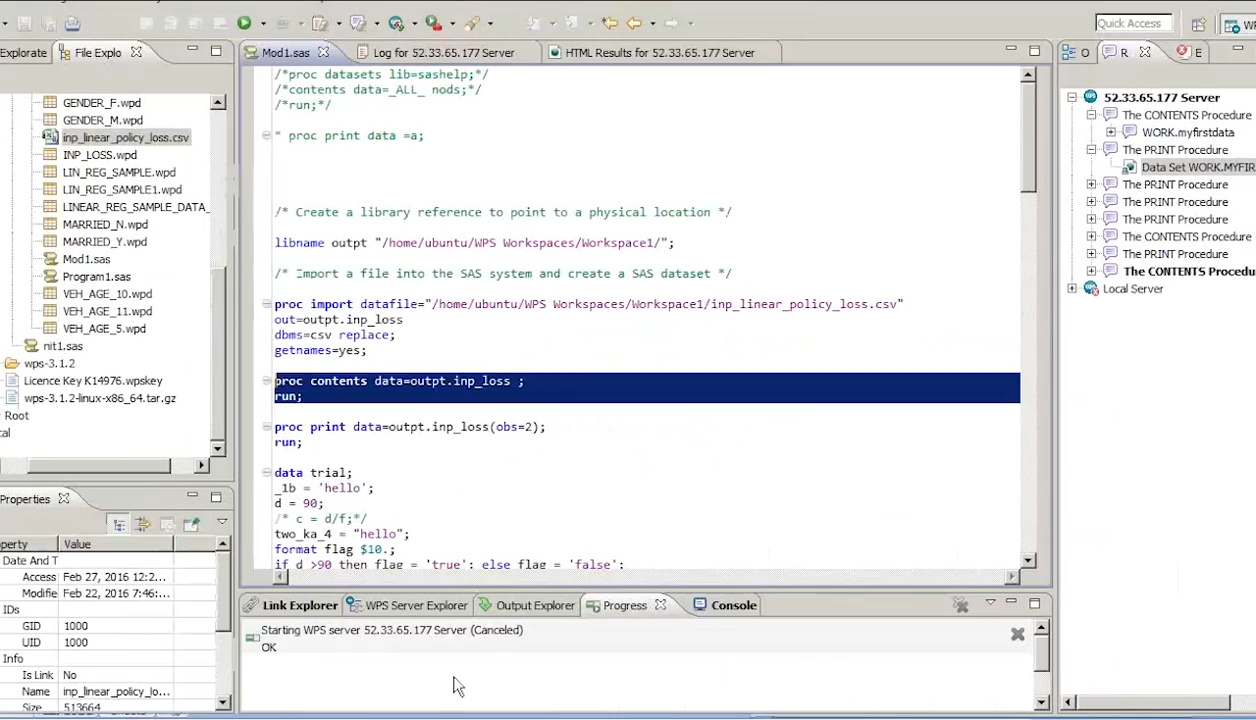 Quick Access
WP
Explorate
File Explo
Mod1.sas
Log for 52.33.65.177 Server
HTML Results for 52.33.65.177 Server
O
R
E
GENDER_F.wpd
GENDER_M.wpd
inp_linear_policy_loss.csv
INP_LOSS.wpd
LIN_REG_SAMPLE.wpd
LIN_REG_SAMPLE1.wpd
LINEAR_REG_SAMPLE_DATA_
MARRIED_N.wpd
MARRIED_Y.wpd
Mod1.sas
Program1.sas
VEH_AGE_10.wpd
VEH_AGE_11.wpd
VEH_AGE_5.wpd
nit1.sas
wps-3.1.2
Licence Key K14976.wpskey
wps-3.1.2-linux-x86_64.tar.gz
Root
cal
/*proc datasets lib=sashelp;*/
/*contents data=_ALL_ nods;*/
/*run;*/
* proc print data =a;
/* Create a library reference to point to a physical location */
libname outpt "/home/ubuntu/WPS Workspaces/Workspace1/";
/* Import a file into the SAS system and create a SAS dataset */
proc import datafile="/home/ubuntu/WPS Workspaces/Workspace1/inp_linear_policy_loss.csv"
out=outpt.inp_loss
dbms=csv replace;
getnames=yes;
proc contents data=outpt.inp_loss ;
run;
proc print data=outpt.inp_loss(obs=2);
run;
data trial;
_1b = 'hello';
d = 90;
/* c = d/f;*/
two_ka_4 = "hello";
format flag $10.;
if d >90 then flag = 'true'; else flag = 'false';
52.33.65.177 Server
The CONTENTS Procedure
WORK.myfirstdata
The PRINT Procedure
Data Set WORK.MYFIR
The PRINT Procedure
The PRINT Procedure
The PRINT Procedure
The CONTENTS Procedure
The PRINT Procedure
The CONTENTS Procedu
Local Server
Properties
perty
Value
Date And T
Access
Feb 27, 2016 12:2...
Modifie
Feb 22, 2016 7:46:...
IDs
GID
1000
UID
1000
Info
Is Link
No
Name
inp_linear_policy_lo...
Size
513664
Link Explorer
WPS Server Explorer
Output Explorer
Progress
Console
Starting WPS server 52.33.65.177 Server (Canceled)
OK